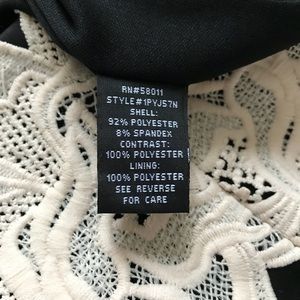 RN#58011
STYLE#1PYJ57N
SHELL:
92% POLYESTER
8% SPANDEX
CONTRAST:
100% POLYESTER
LINING:
100% POLYESTER
SEE REVERSE
FOR CARE